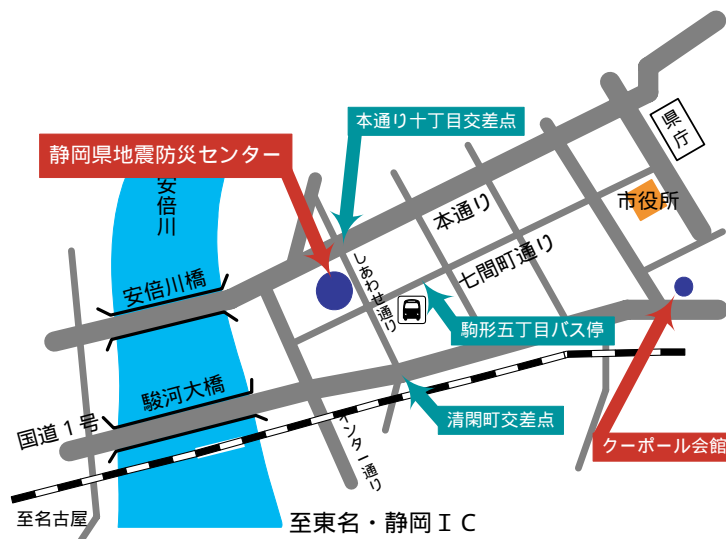 本通り十丁目交差点
県庁
静岡県地震防災センター
安倍川
市役所
本通り
七間町通り
しあわせ通り
安倍川橋
駒形五丁目バス停
駿河大橋
国道1号
清閑町交差点
インター通り
クーポール会館
至名古屋
至東名・静岡IC